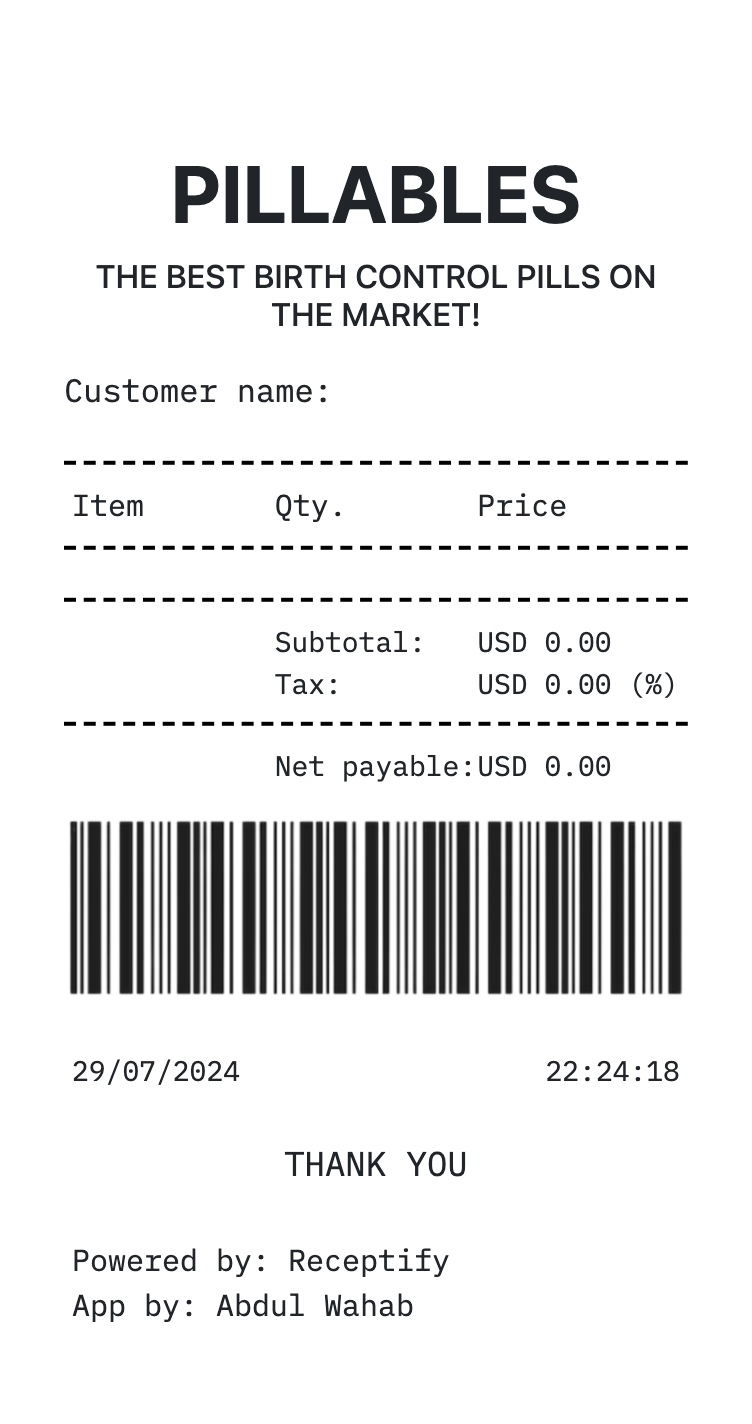 PILLABLES
THE BEST BIRTH CONTROL PILLS ON
THE MARKET!
Customer name:
Item Qty. Price
Subtotal: USD 0.00
Tax: USD 0.00 (%)
Net payable:USD 0.00
29/07/2024 22:24:18
THANK YOU
Powered by: Receptify
App by: Abdul Wahab